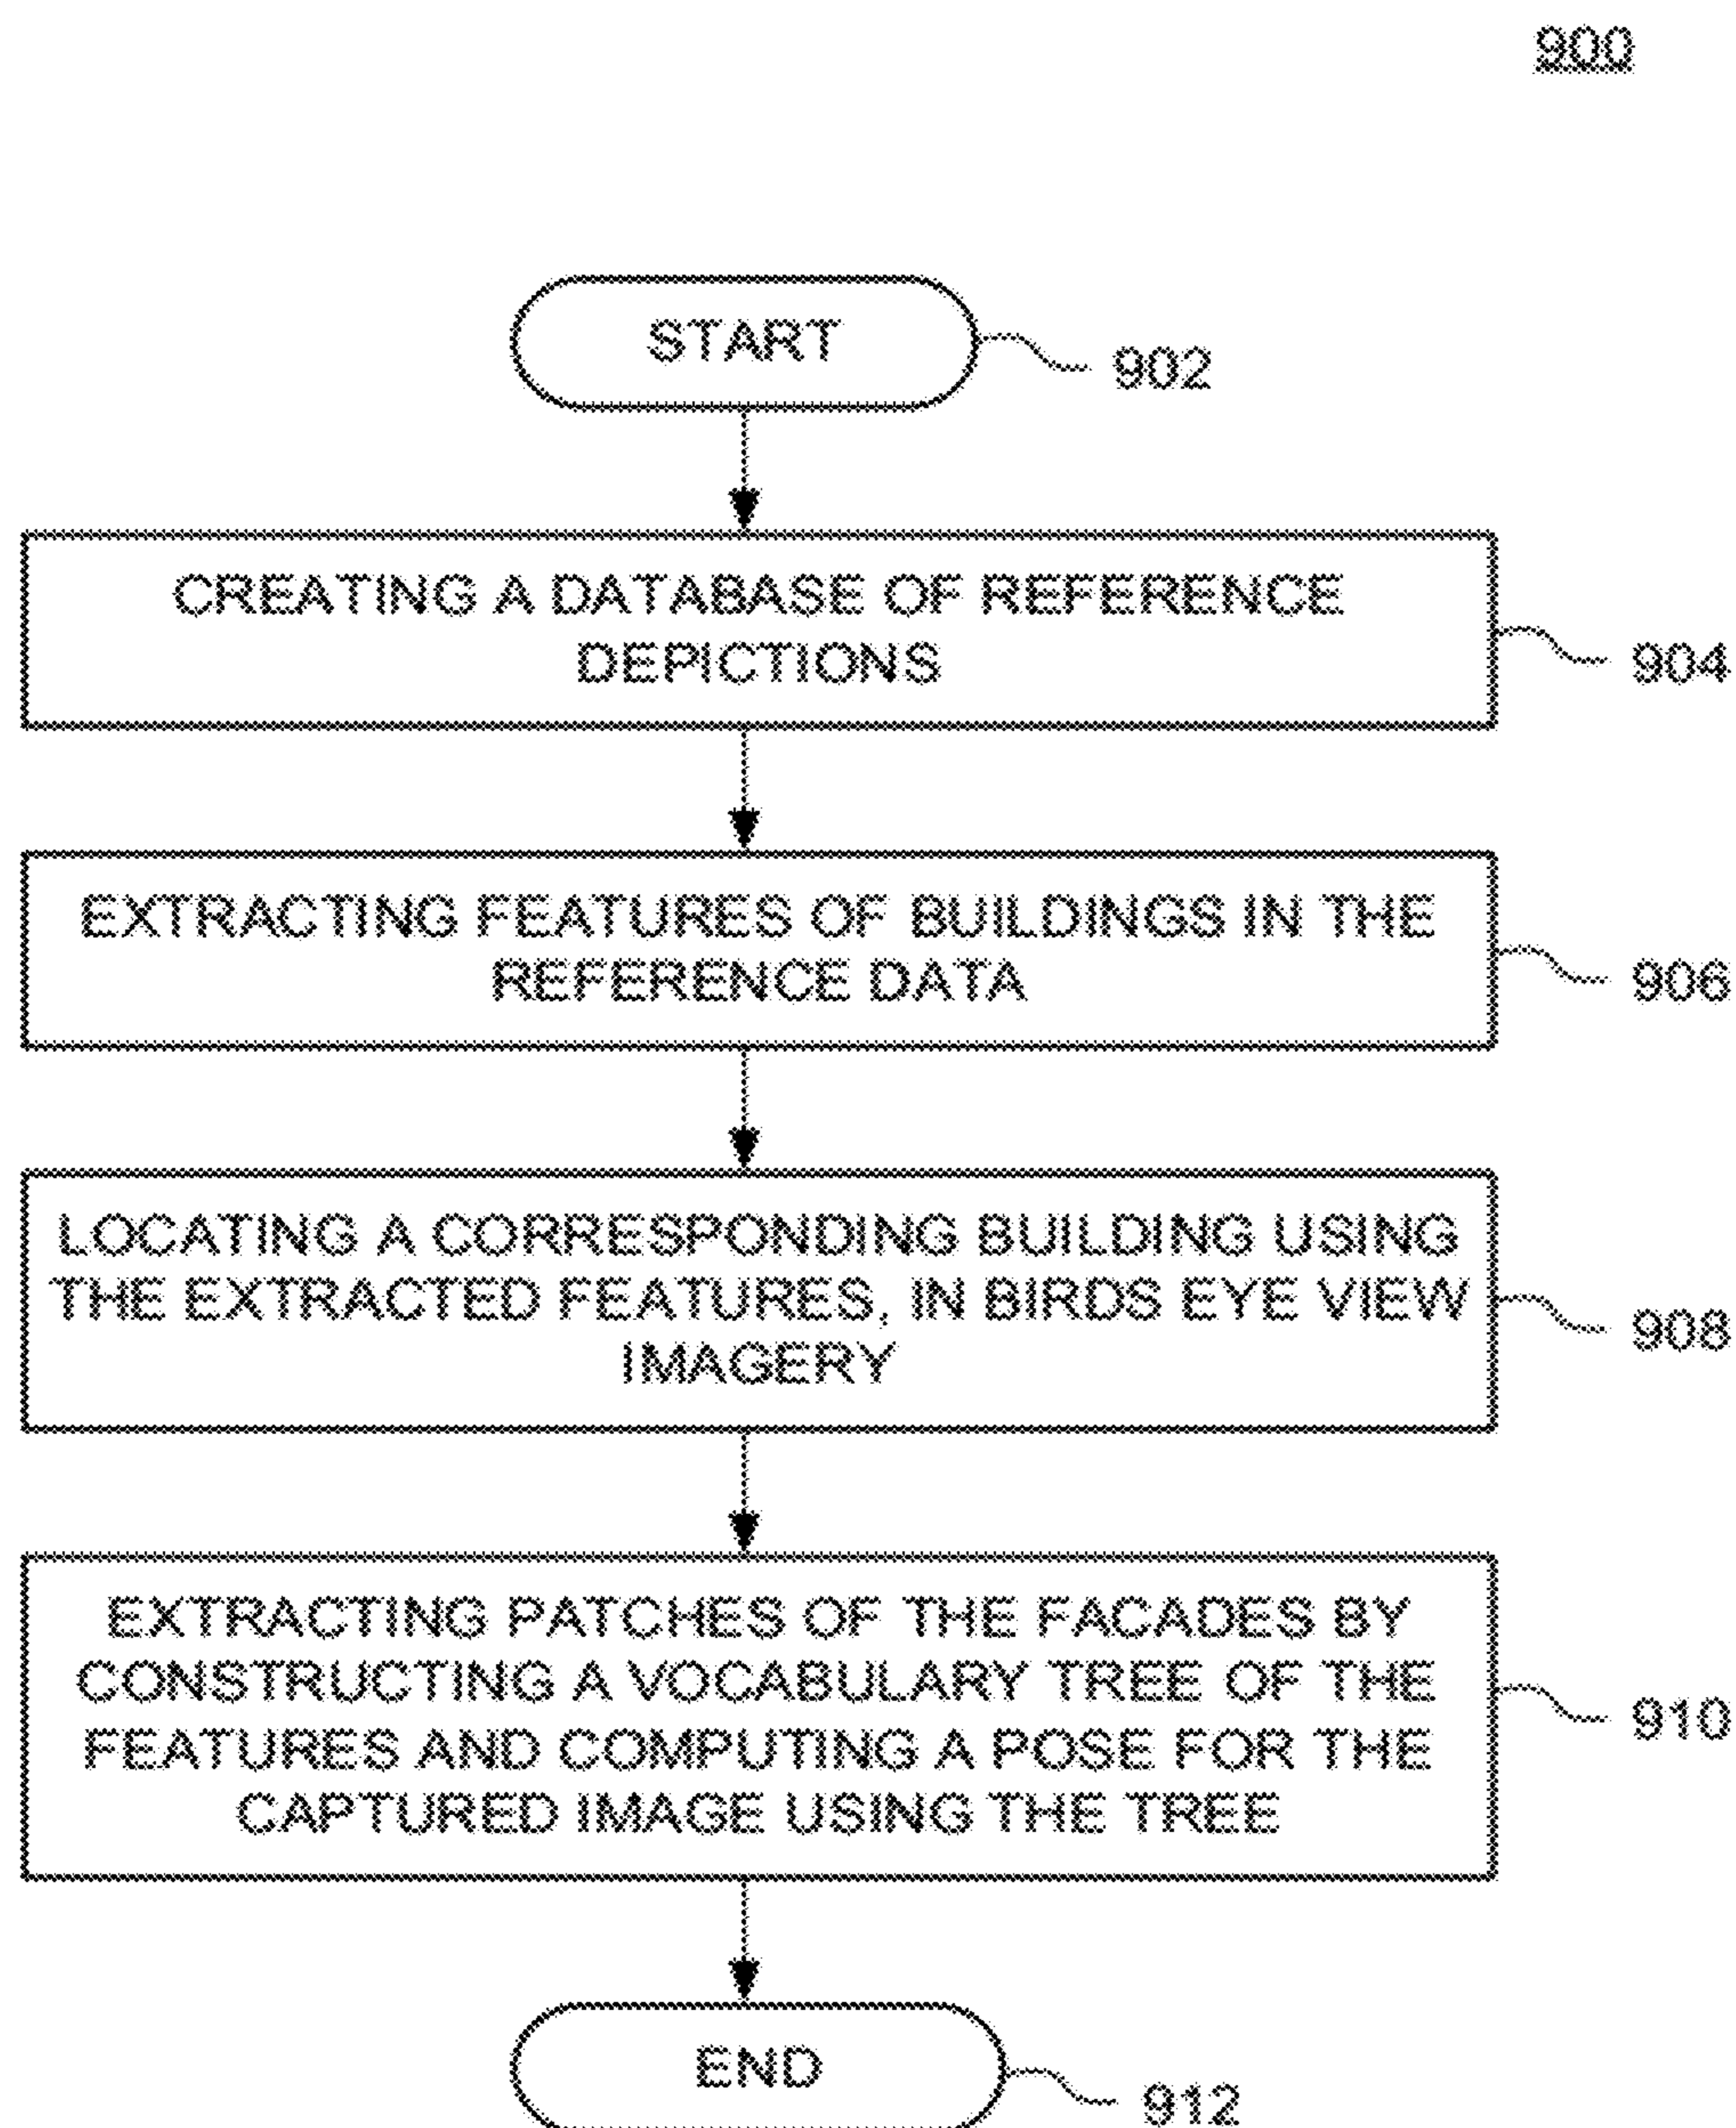 900
START
902
CREATING A DATABASE OF REFERENCE
DEPICTIONS
904
EXTRACTING FEATURES OF BUILDINGS IN THE
REFERENCE DATA
906
LOCATING A CORRESPONDING BUILDING USING
THE EXTRACTED FEATURES, IN BIRDS EYE VIEW
IMAGERY
908
EXTRACTING PATCHES OF THE FACADES BY
CONSTRUCTING A VOCABULARY TREE OF THE
FEATURES AND COMPUTING A POSE FOR THE
CAPTURED IMAGE USING THE TREE
910
END
912